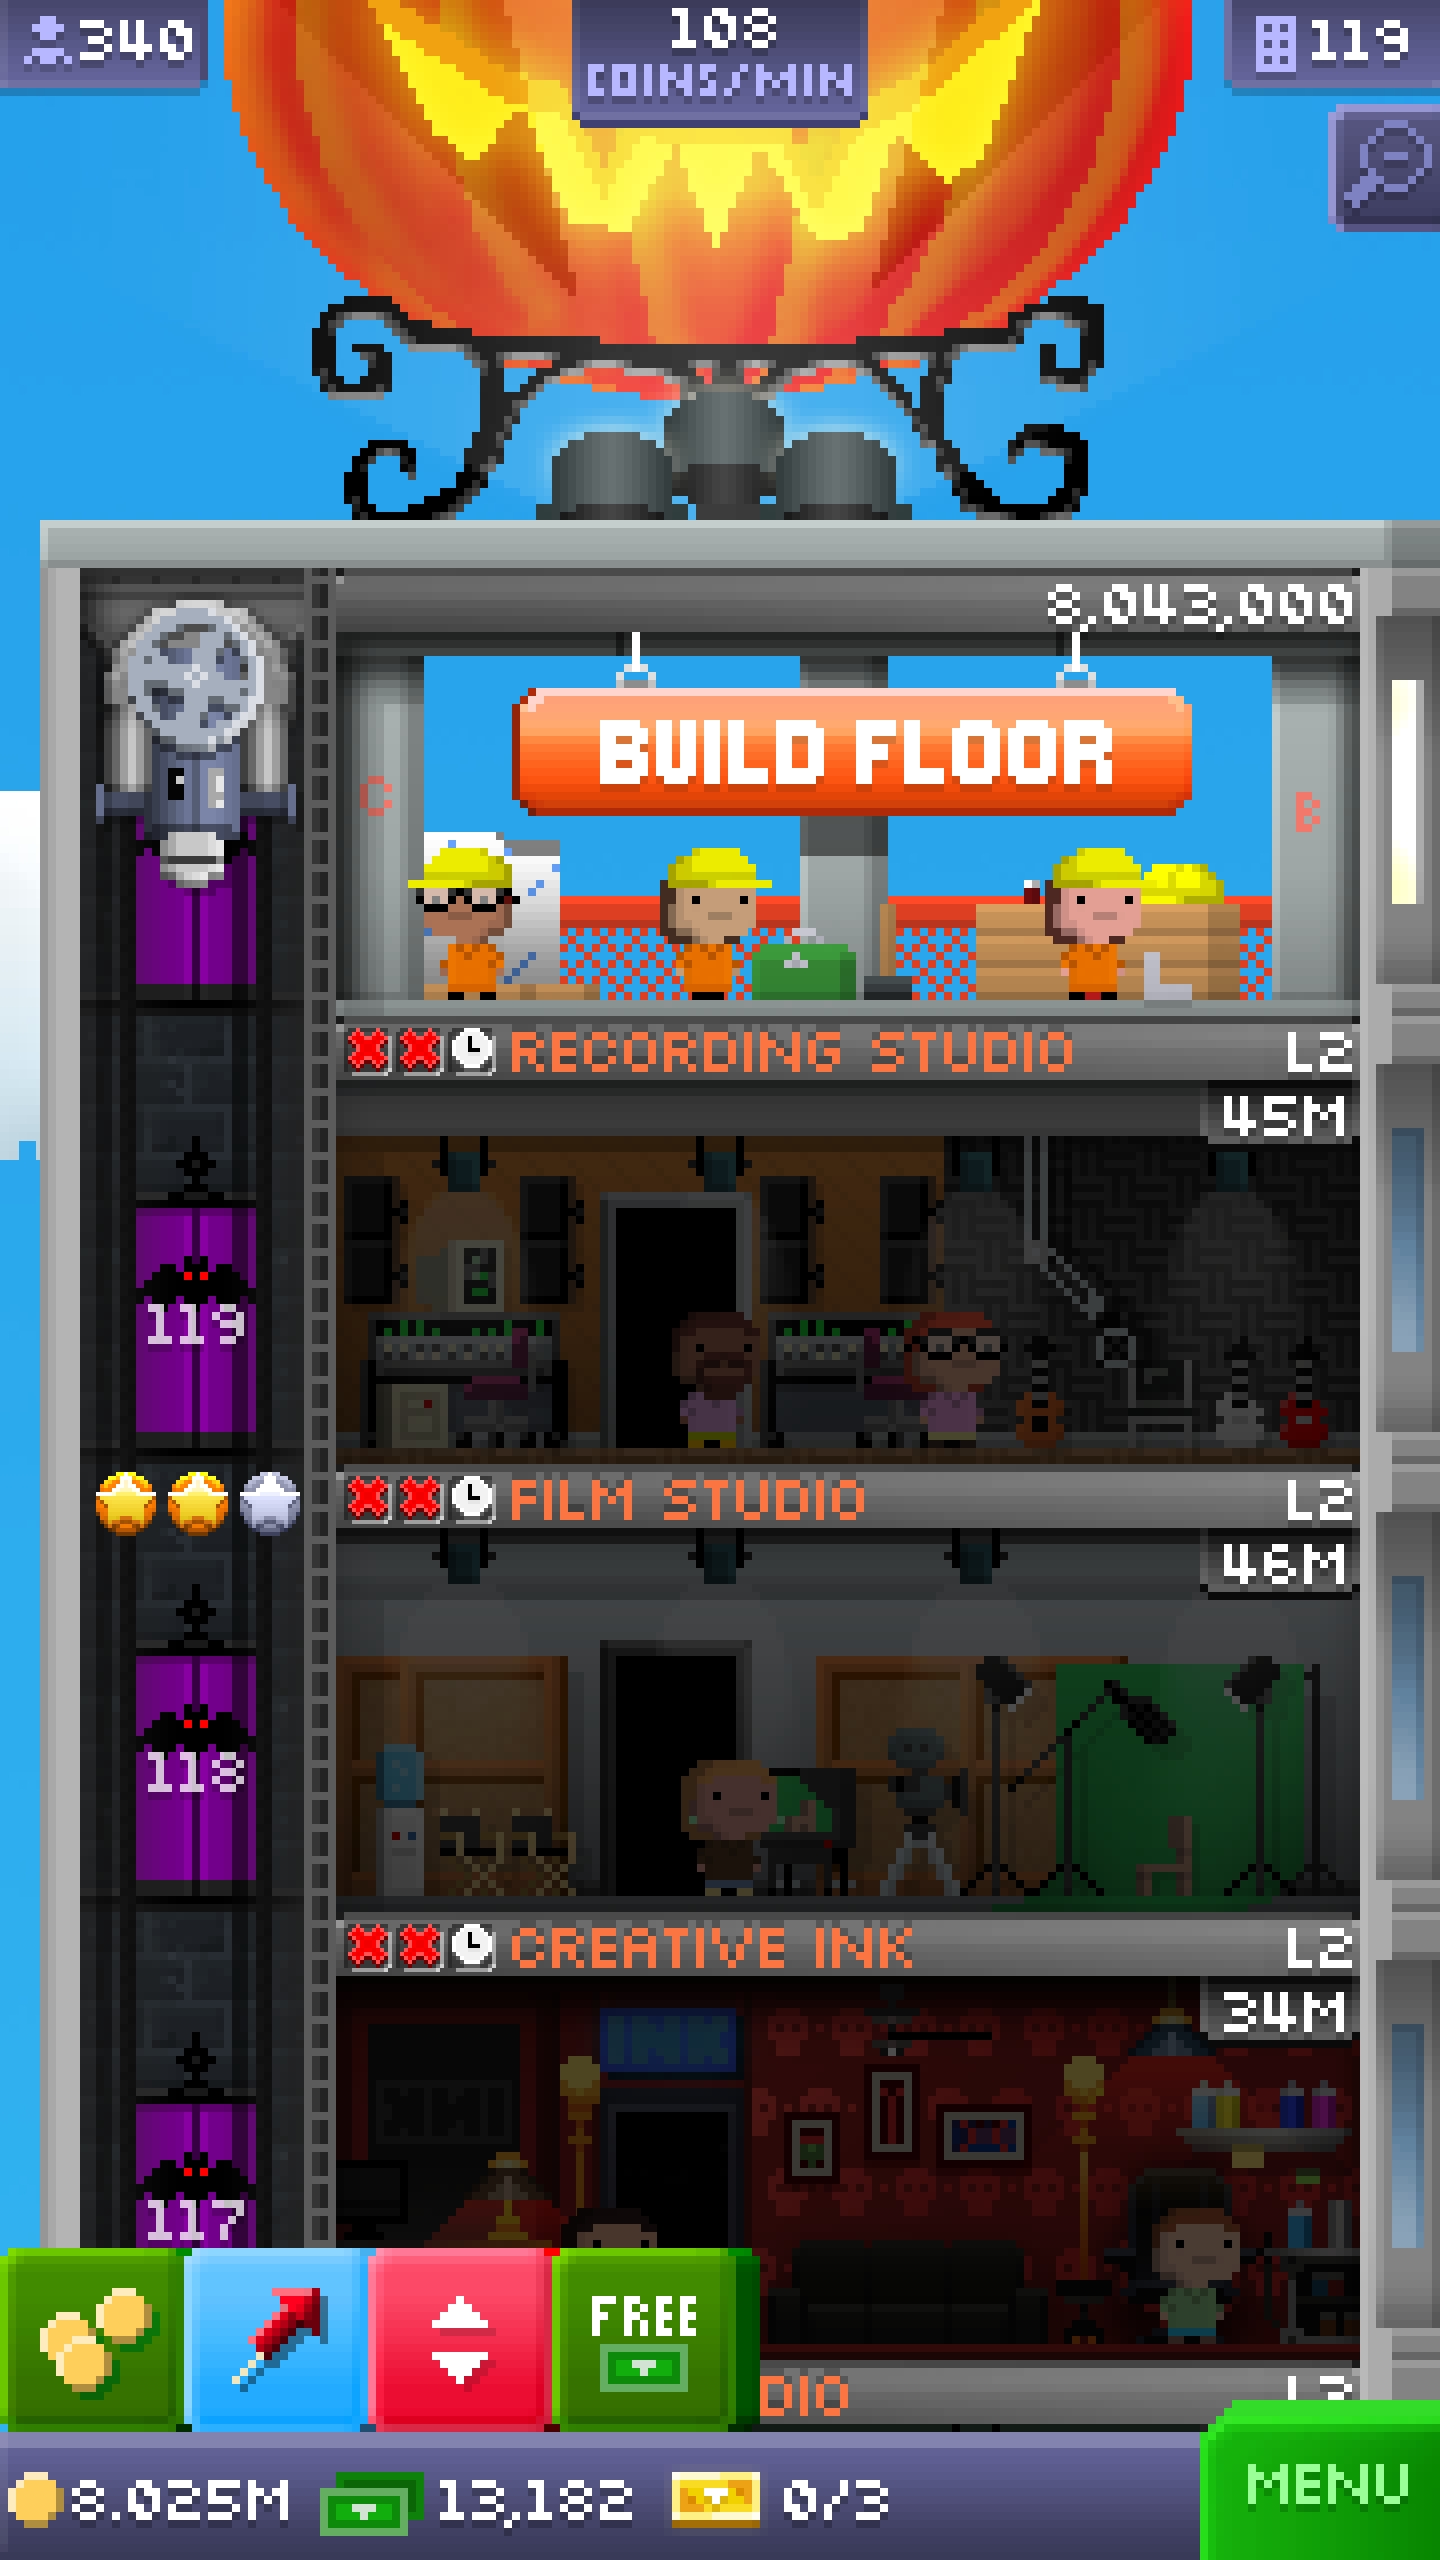 340
108
COINS/MIN
119
8,043,000
BUILD FLOOR
C
B
RECORDING STUDIO L2
45M
119
FILM STUDIO L2
46M
118
CREATIVE INK L2
34M
INK
117
FREE
DIO L2
8.025M 13,182 0/3
MENU